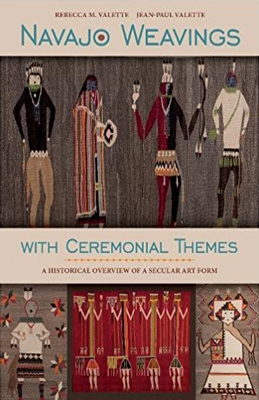 REBECCA M. VALETTE JEAN-PAUL VALETTE
NAVAJO WEAVINGS
WITH CEREMONIAL THEMES
A HISTORICAL OVERVIEW OF A SECULAR ART FORM